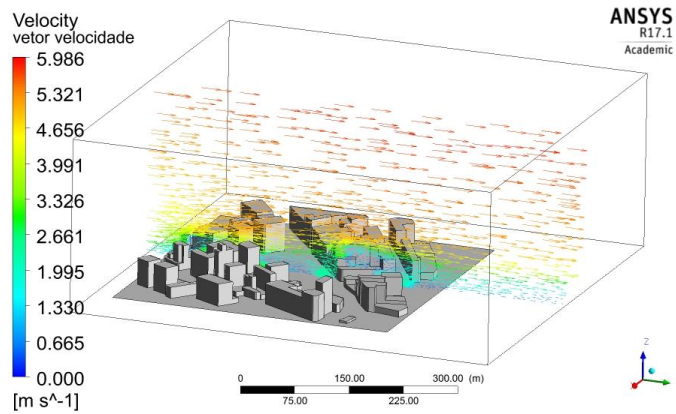 Velocity
vetor velocidade
5.986
5.321
4.656
3.991
3.326
2.661
1.995
1.330
0.665
0.000
[m s^-1]
ANSYS
R17.1
Academic
0 150.00 300.00 (m)
75.00 225.00
Z